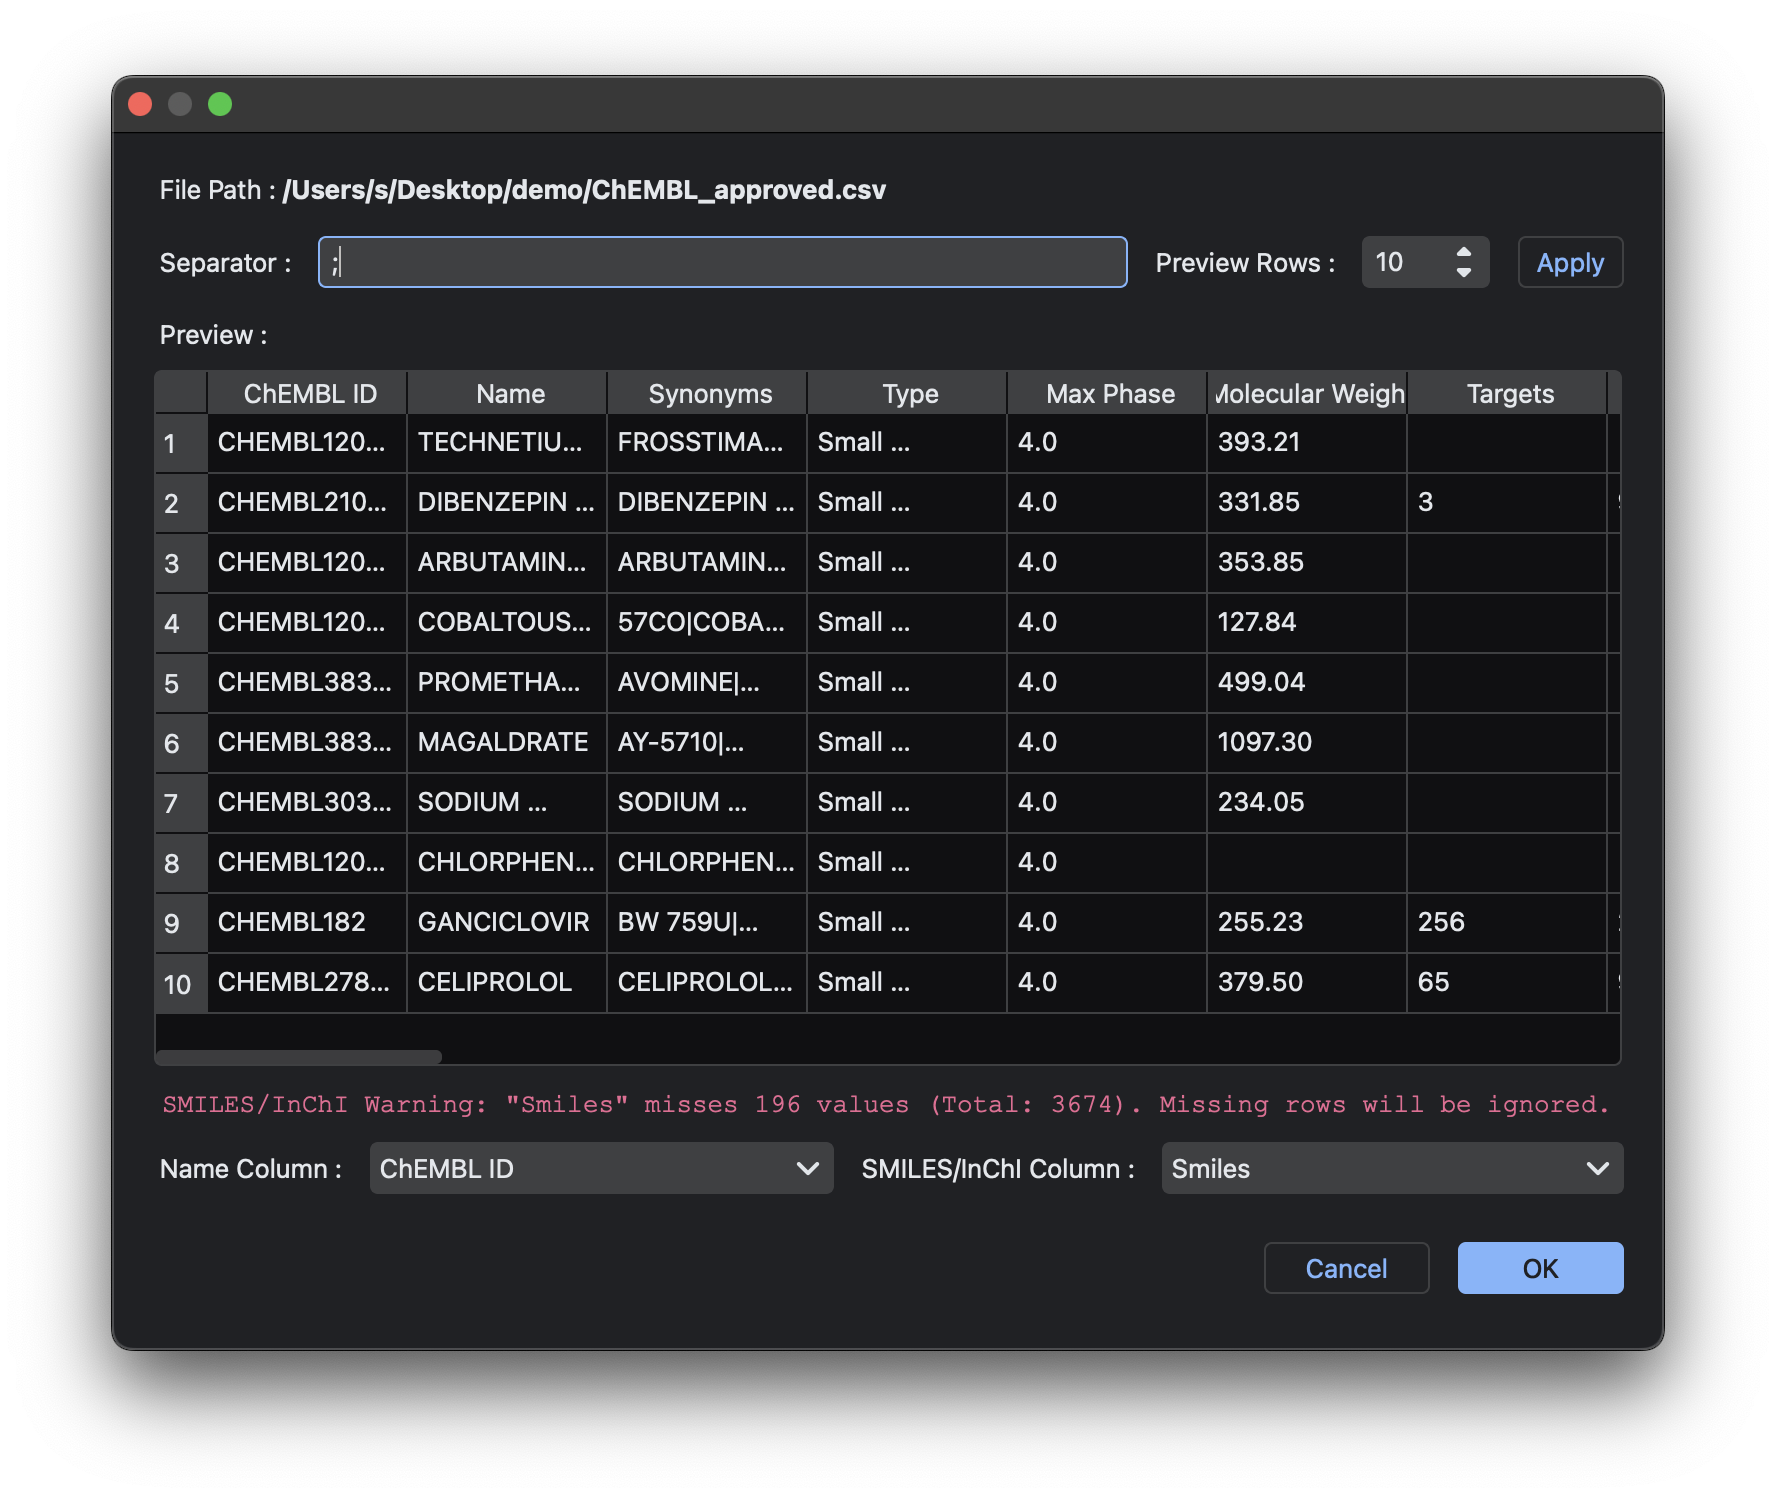 File Path : /Users/s/Desktop/demo/ChEMBL_approved.csv
Separator : ; Preview Rows : 10 Apply
Preview :
ChEMBL ID Name Synonyms Type Max Phase Molecular Weigh Targets
1 CHEMBL120... TECHNETIU... FROSSTIMA... Small ... 4.0 393.21
2 CHEMBL210... DIBENZEPIN ... DIBENZEPIN ... Small ... 4.0 331.85 3
3 CHEMBL120... ARBUTAMIN... ARBUTAMIN... Small ... 4.0 353.85
4 CHEMBL120... COBALTOUS... 57CO|COBA... Small ... 4.0 127.84
5 CHEMBL383... PROMETHA... AVOMINE|... Small ... 4.0 499.04
6 CHEMBL383... MAGALDRATE AY-5710|... Small ... 4.0 1097.30
7 CHEMBL303... SODIUM ... SODIUM ... Small ... 4.0 234.05
8 CHEMBL120... CHLORPHEN... CHLORPHEN... Small ... 4.0
9 CHEMBL182 GANCICLOVIR BW 759U|... Small ... 4.0 255.23 256
10 CHEMBL278... CELIPROLOL CELIPROLOL... Small ... 4.0 379.50 65
SMILES/InChI Warning: "Smiles" misses 196 values (Total: 3674). Missing rows will be ignored.
Name Column : ChEMBL ID SMILES/InChI Column : Smiles
Cancel OK